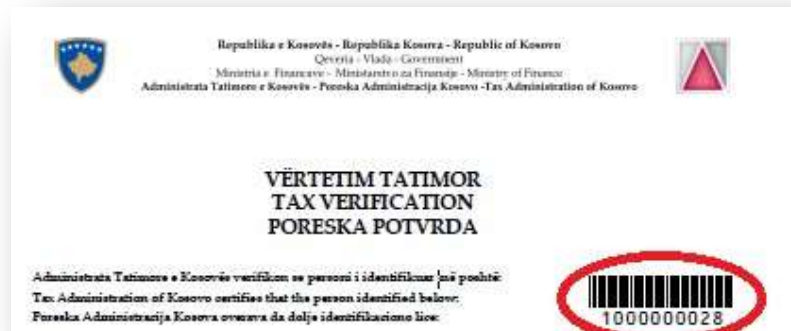 Republika e Kosovës - Republika Kosova - Republic of Kosovo
Qeveria - Vlada - Government
Ministria e Financave - Ministarstvo za Finansije - Ministry of Finance
Administrata Tatimore e Kosovës - Poreska Administracija Kosovo -Tax Administration of Kosovo
VËRTETIM TATIMOR
TAX VERIFICATION
PORESKA POTVRDA
Administrata Tatimore e Kosovës verifikon se personi i identifikuar më poshtë:
Tax Administration of Kosovo certifies that the person identified below:
Poreska Administracija Kosova overava da dolje identifikaciono lice:
1000000028